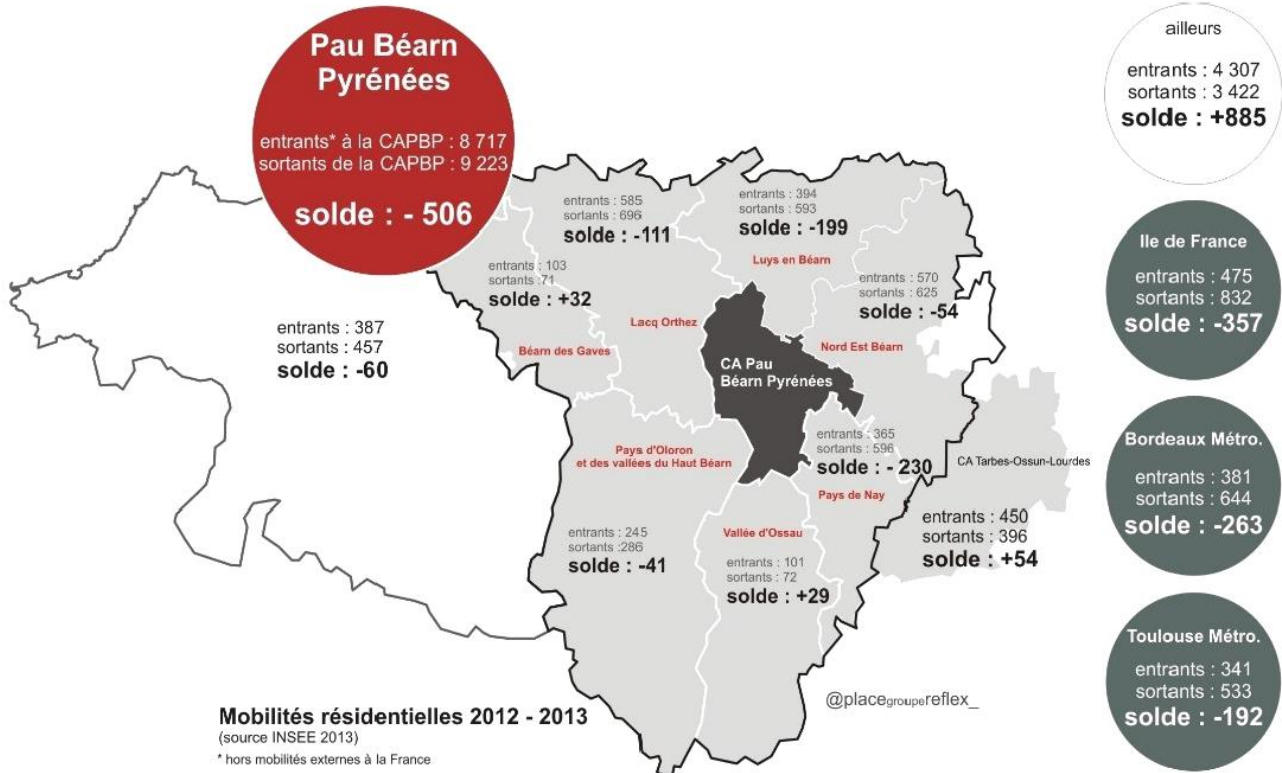 Pau Béarn
Pyrénées
entrants* à la CAPBP : 8 717
sortants de la CAPBP : 9 223
solde : - 506
ailleurs
entrants : 4 307
sortants : 3 422
solde : +885
entrants : 585
sortants : 696
solde : -111
entrants : 394
sortants : 593
solde : -199
Luys en Béarn
Ile de France
entrants : 475
sortants : 832
solde : -357
entrants : 103
sortants : 71
solde : +32
Béarn des Gaves
Lacq Orthez
entrants : 570
sortants : 625
solde : -54
Nord Est Béarn
entrants : 387
sortants : 457
solde : -60
CA Pau
Béarn Pyrénées
Pays d'Oloron
et des vallées du Haut Béarn
entrants : 365
sortants : 596
solde : - 230
Pays de Nay
CA Tarbes-Ossun-Lourdes
entrants : 450
sortants : 396
solde : +54
Bordeaux Métro.
entrants : 381
sortants : 644
solde : -263
entrants : 245
sortants :286
solde : -41
Vallée d'Ossau
entrants : 101
sortants : 72
solde : +29
Toulouse Métro.
entrants : 341
sortants : 533
solde : -192
@placegroupereflex_
Mobilités résidentielles 2012 - 2013
(source INSEE 2013)
* hors mobilités externes à la France